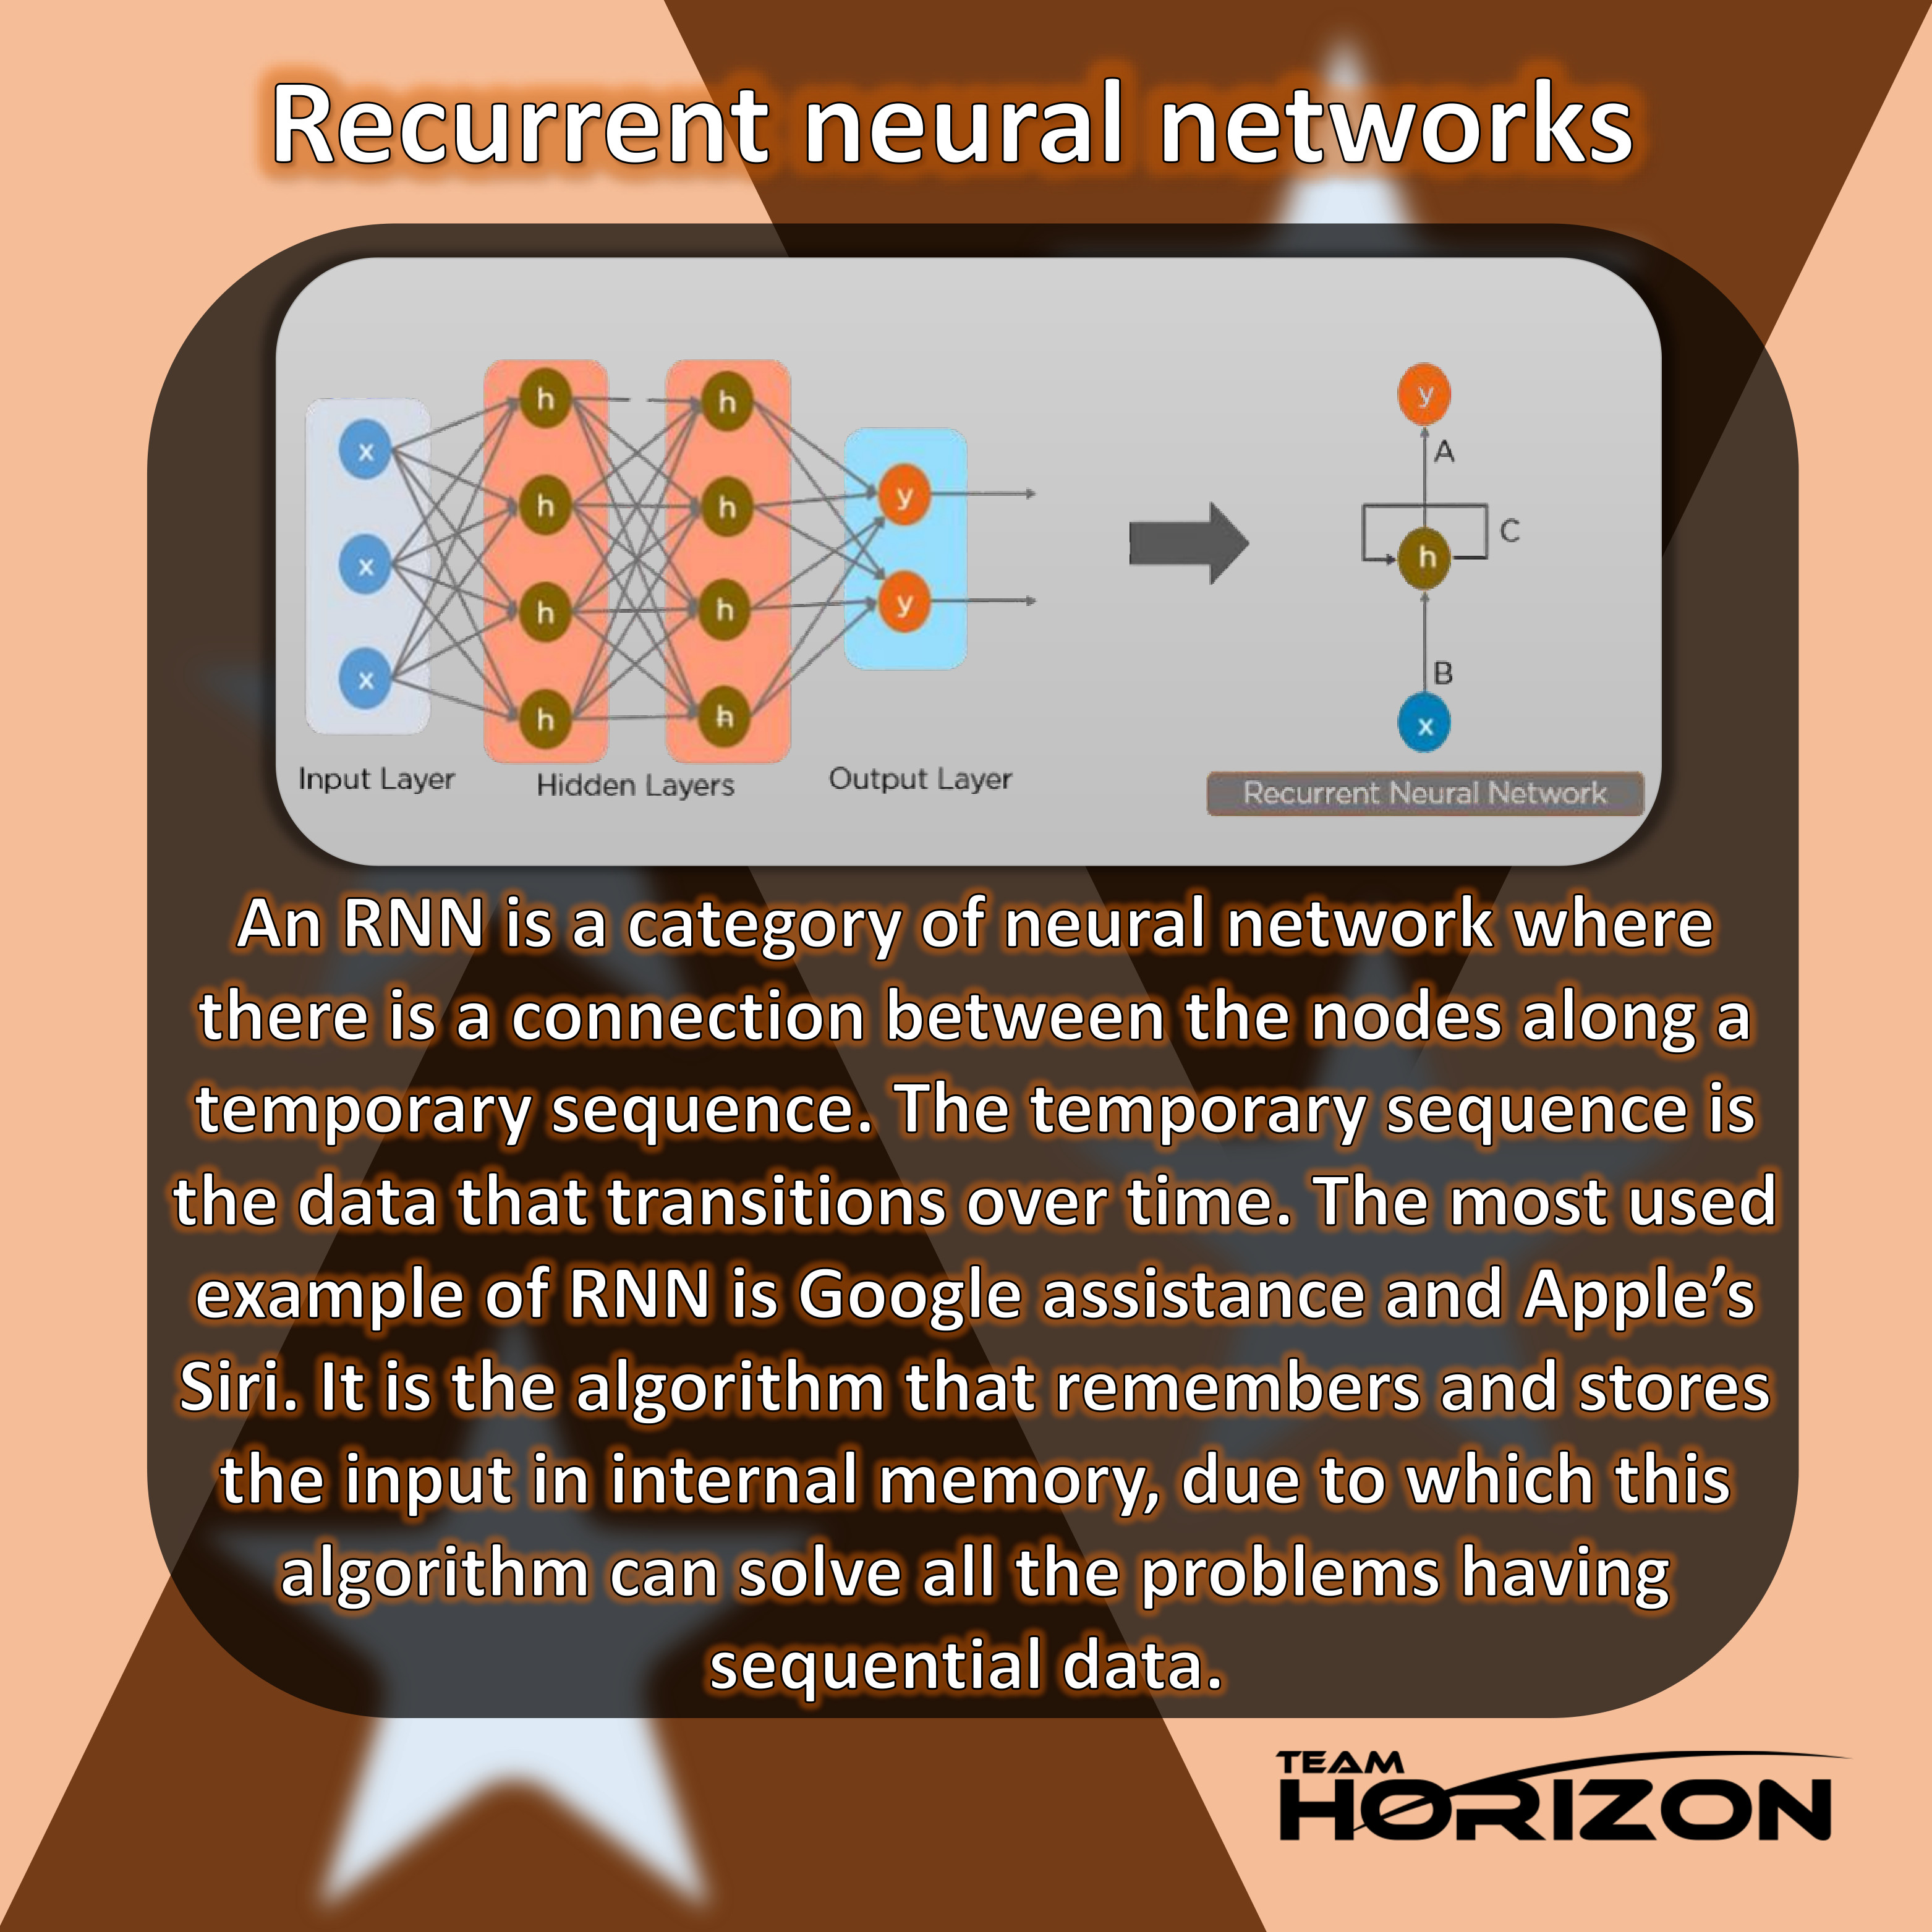 Recurrent neural networks
x
x
x
h
h
h
h
h
h
h
h
y
y
Input Layer
Hidden Layers
Output Layer
y
A
C
h
B
x
Recurrent Neural Network
An RNN is a category of neural network where
there is a connection between the nodes along a
temporary sequence. The temporary sequence is
the data that transitions over time. The most used
example of RNN is Google assistance and Apple’s
Siri. It is the algorithm that remembers and stores
the input in internal memory, due to which this
algorithm can solve all the problems having
sequential data.
TEAM
HORIZON